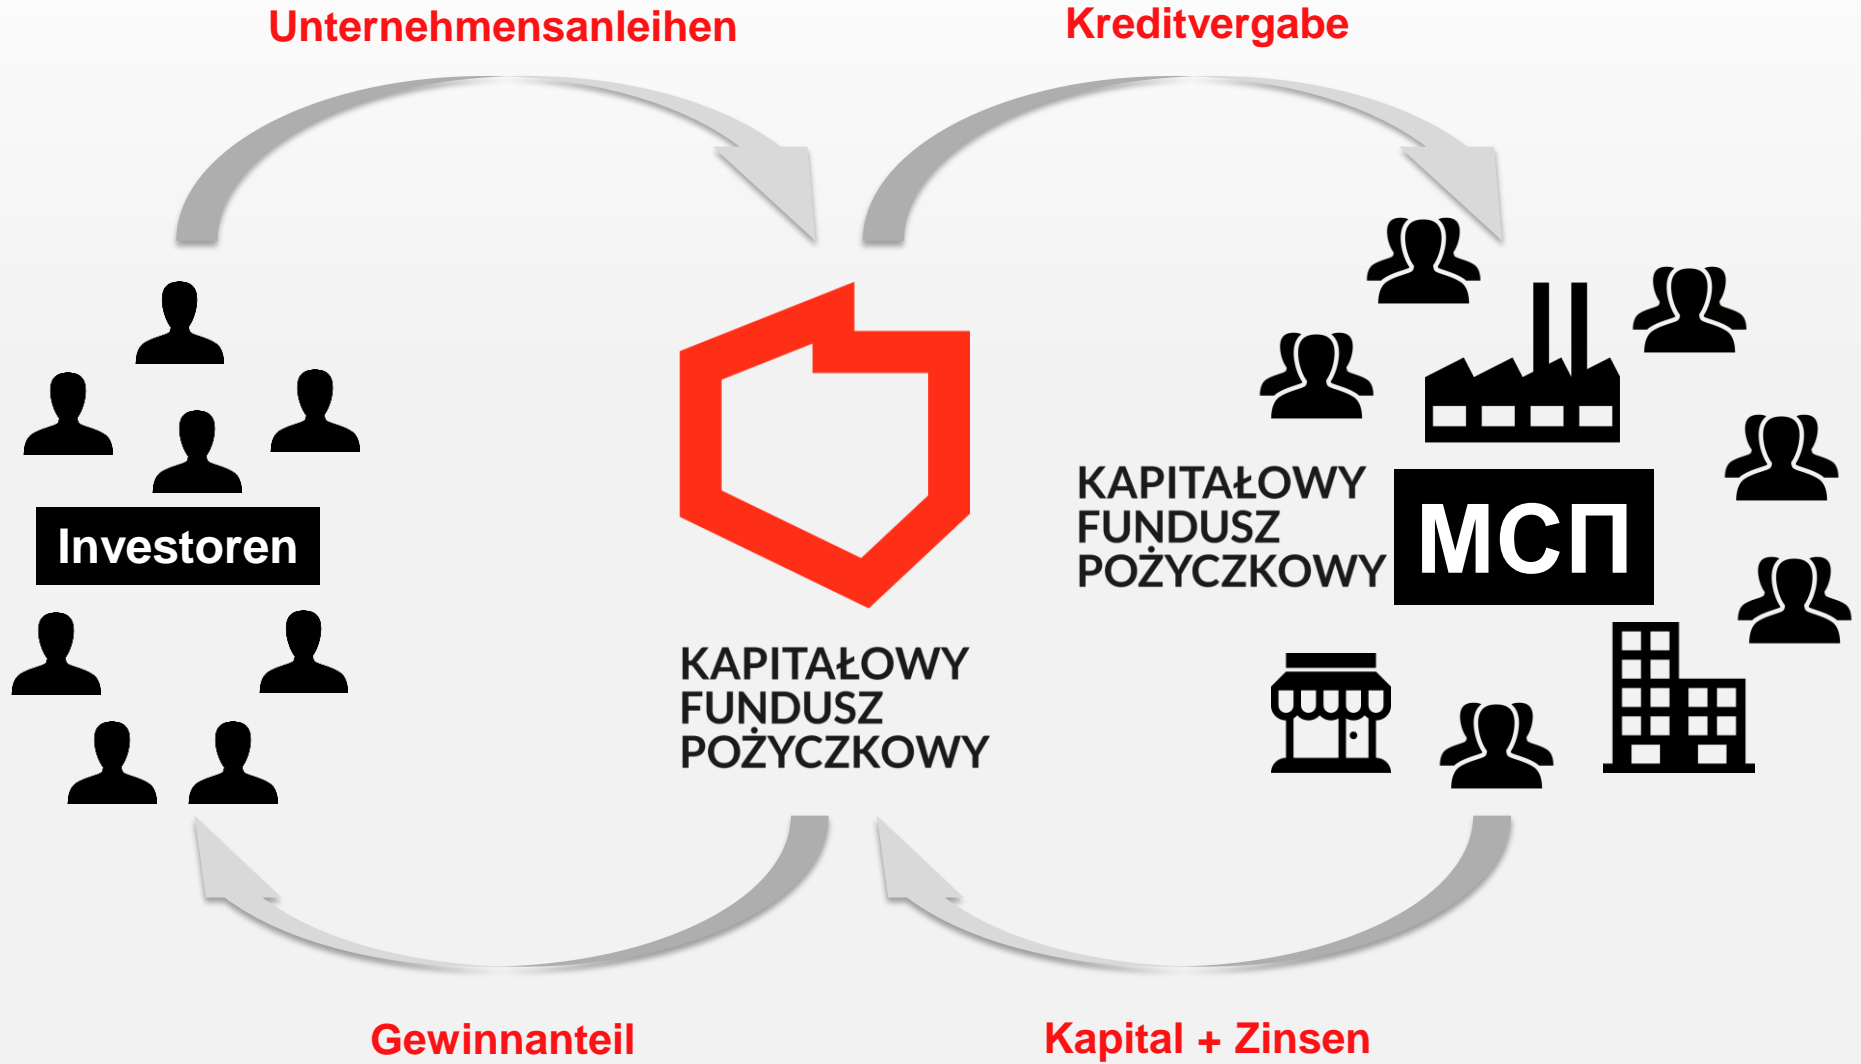 Unternehmensanleihen
Kreditvergabe
Investoren
KAPITAŁOWY
FUNDUSZ
POŻYCZKOWY
KAPITAŁOWY
FUNDUSZ
POŻYCZKOWY
МСП
Gewinnanteil
Kapital + Zinsen